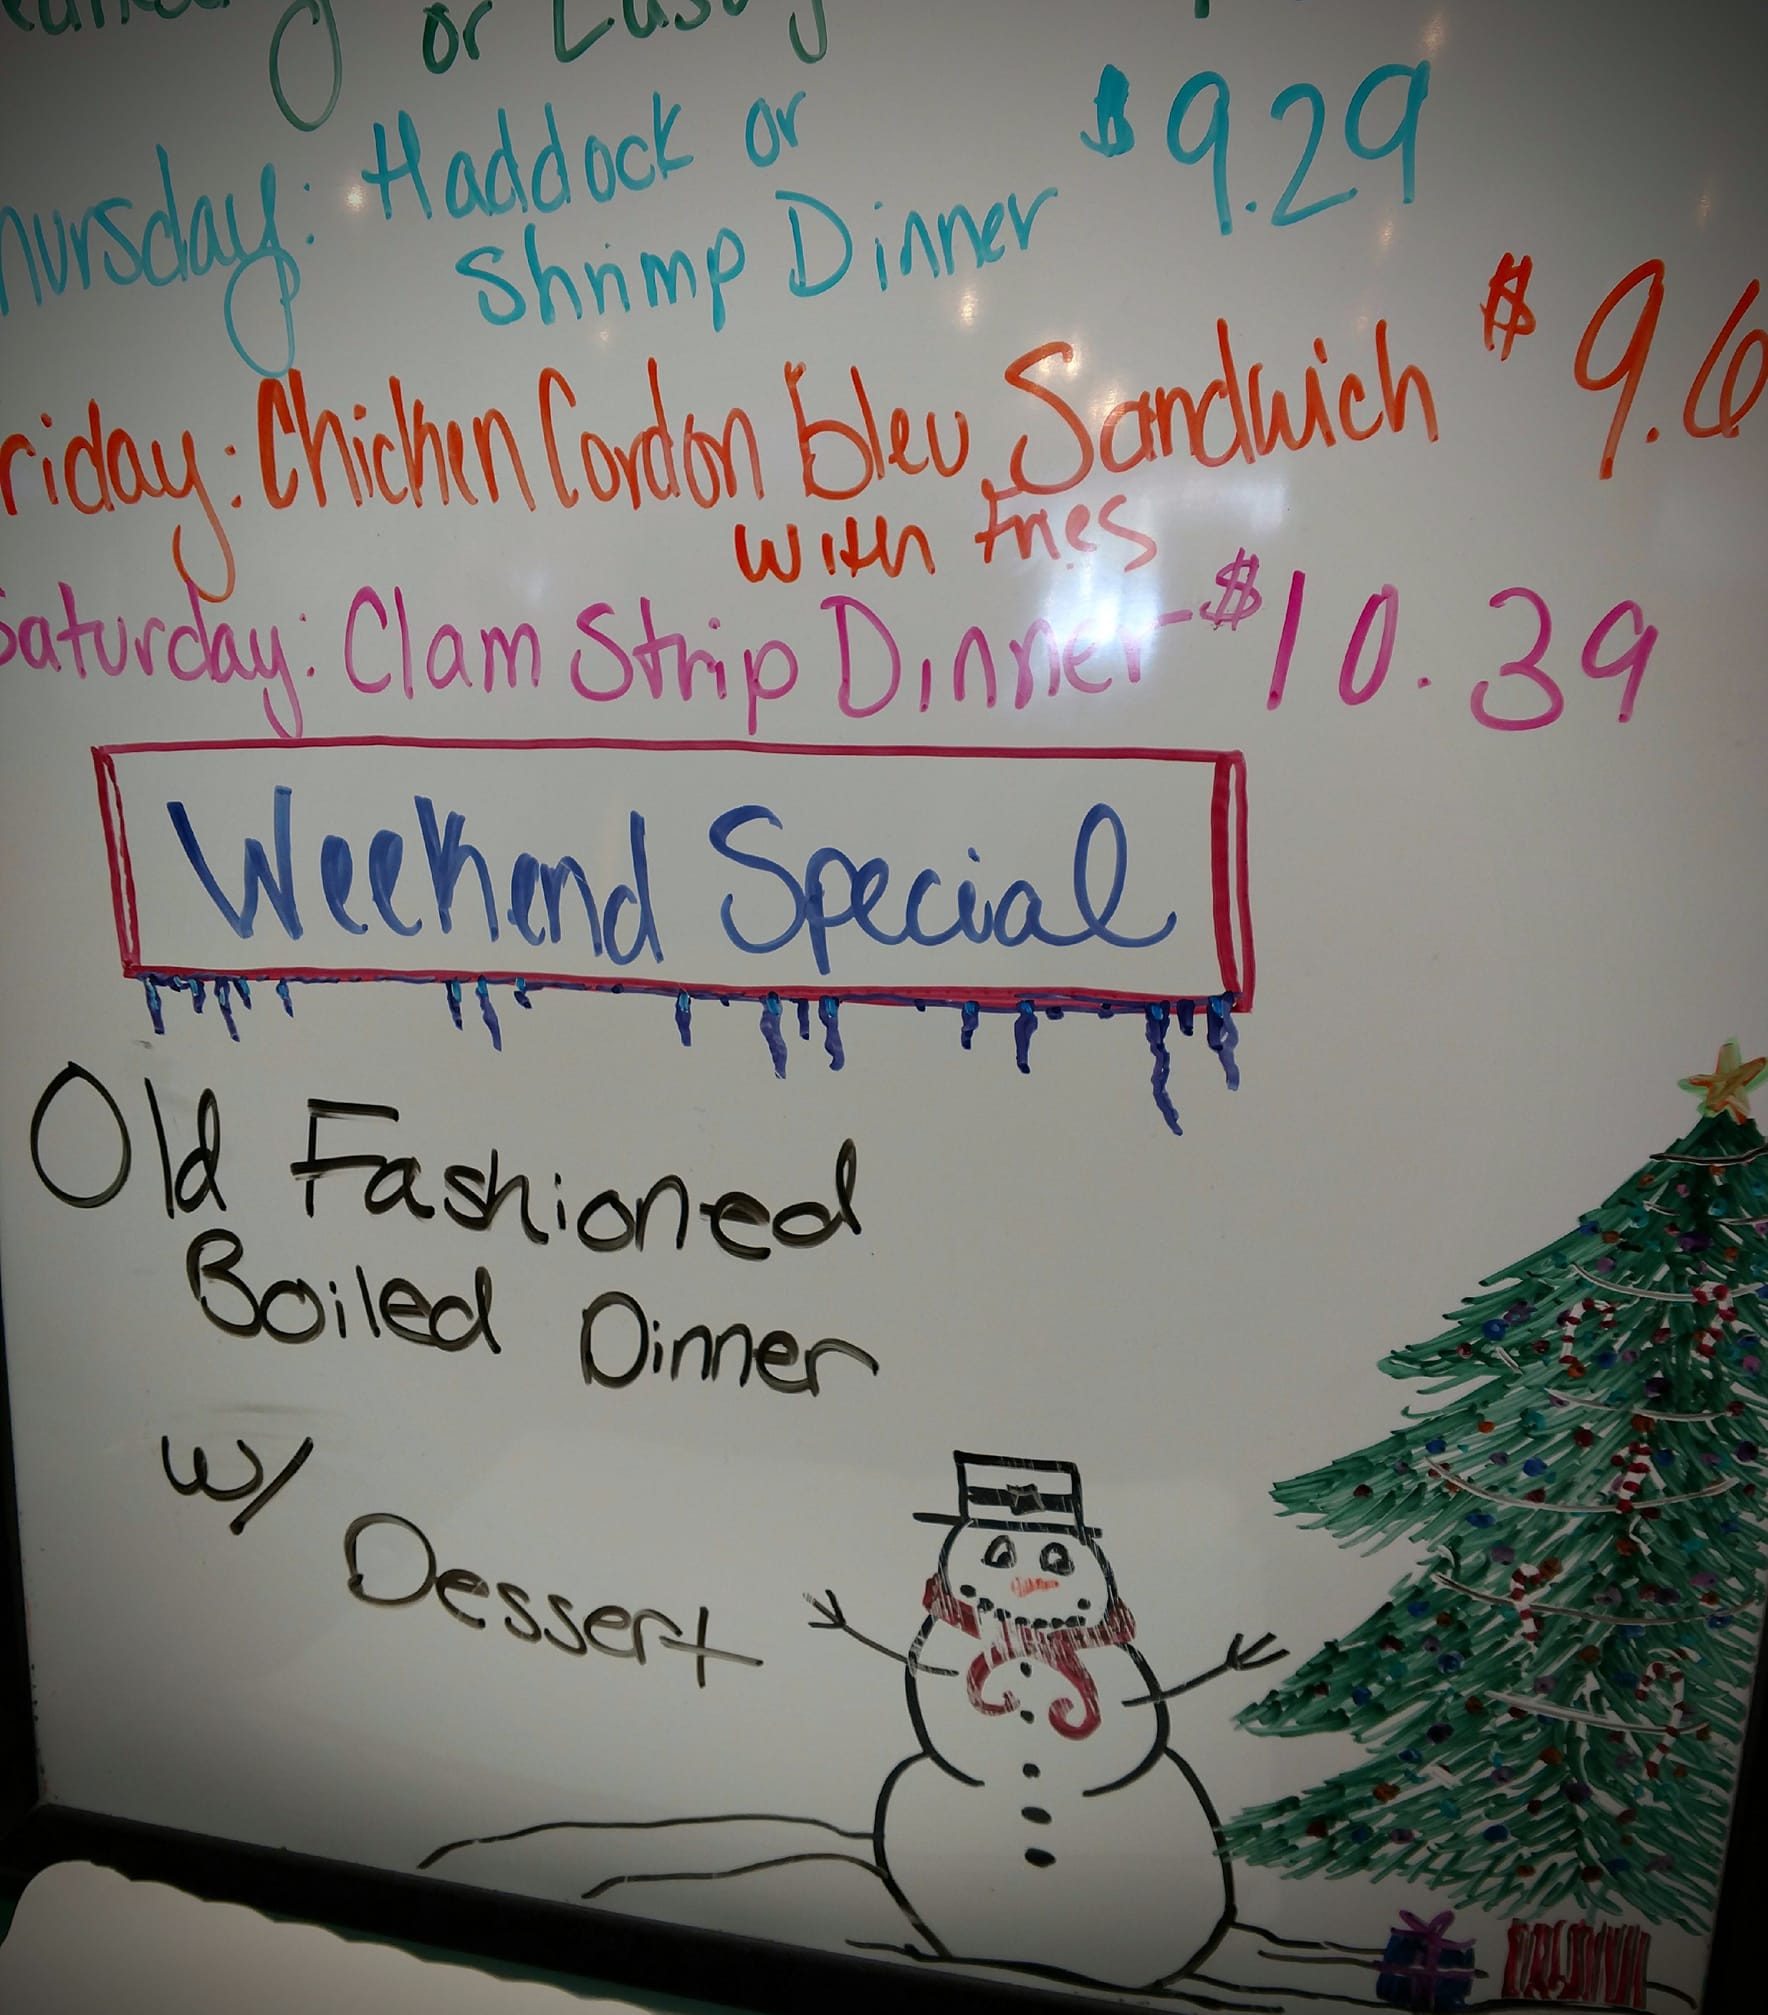 or
Thursday: Haddock or $9.29
Shrimp Dinner
Friday: Chicken Cordon bleu Sandwich $9.6
with Fries
Saturday: Clam Strip Dinner - $10.39
Weekend Special
Old Fashioned
Boiled Dinner
w/ Dessert